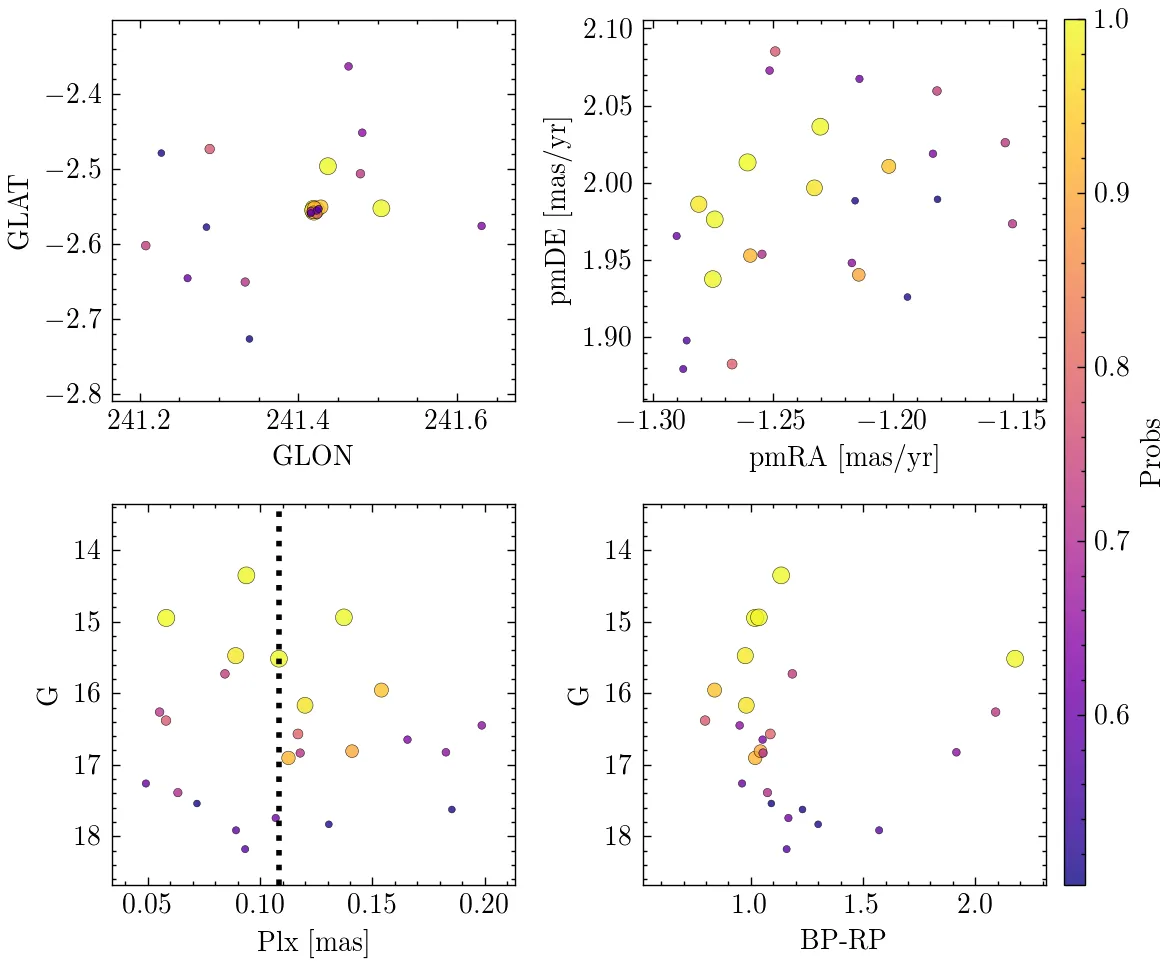 −2.4
−2.5
−2.6
−2.7
−2.8
GLAT
241.2 241.4 241.6
GLON
2.10
2.05
2.00
1.95
1.90
pmDE [mas/yr]
−1.30 −1.25 −1.20 −1.15
pmRA [mas/yr]
14
15
16
17
18
G
0.05 0.10 0.15 0.20
Plx [mas]
14
15
16
17
18
G
1.0 1.5 2.0
BP-RP
1.0
0.9
0.8
0.7
0.6
Probs